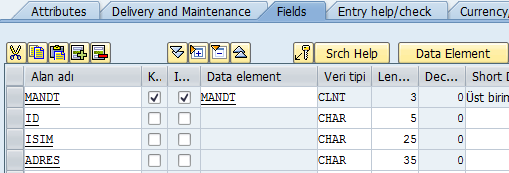 Attributes Delivery and Maintenance Fields Entry help/check Currency/
Srch Help Data Element
Alan adı K.. I... Data element Veri tipi Len... Dec... Short D
MANDT MANDT CLNT 3 0 Üst birin
ID CHAR 5 0
ISIM CHAR 25 0
ADRES CHAR 35 0